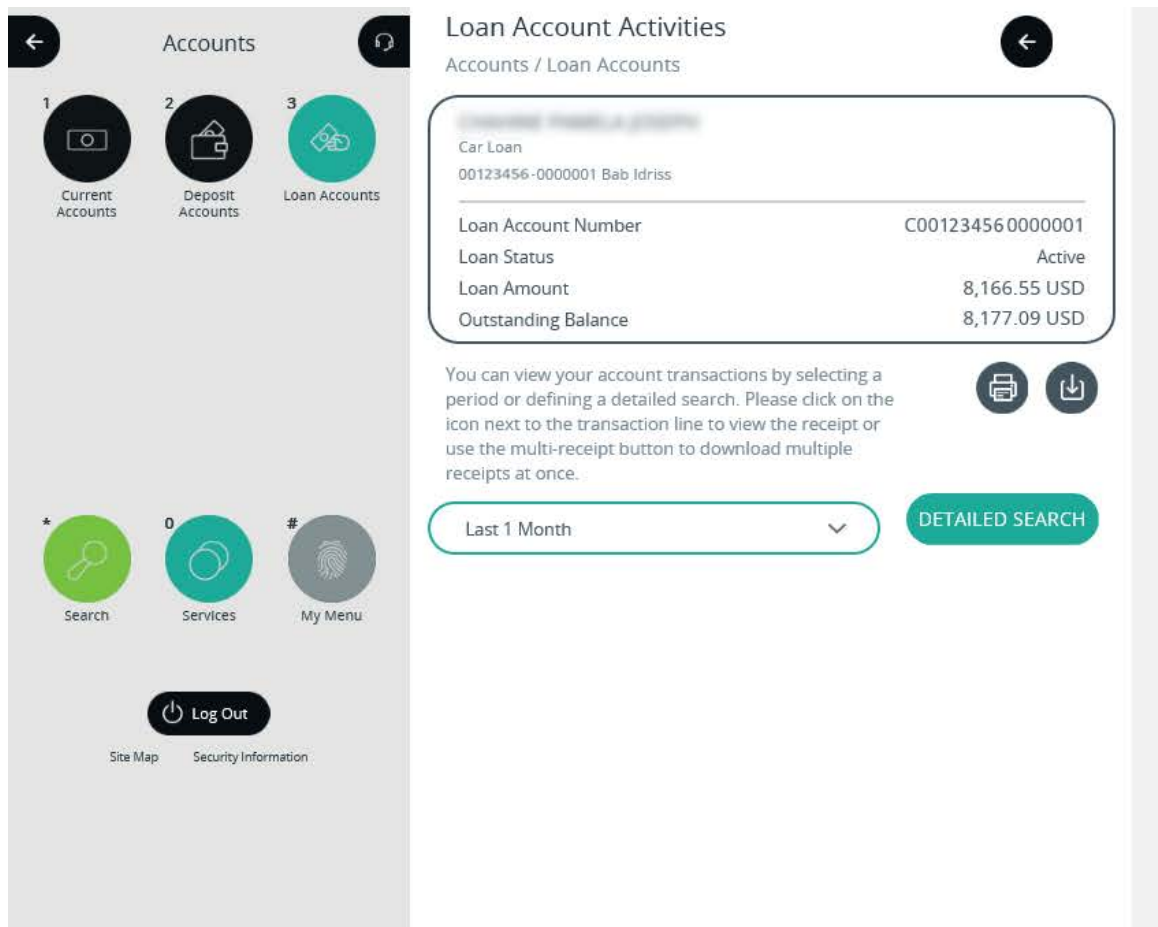 Accounts
1
2
3
Current
Accounts
Deposit
Accounts
Loan Accounts
*
0
#
Search
Services
My Menu
Log Out
Site Map
Security Information
Loan Account Activities
Accounts / Loan Accounts
Car Loan
00123456-0000001 Bab Idriss
Loan Account Number C001234560000001
Loan Status Active
Loan Amount 8,166.55 USD
Outstanding Balance 8,177.09 USD
You can view your account transactions by selecting a
period or defining a detailed search. Please click on the
icon next to the transaction line to view the receipt or
use the multi-receipt button to download multiple
receipts at once.
Last 1 Month
DETAILED SEARCH